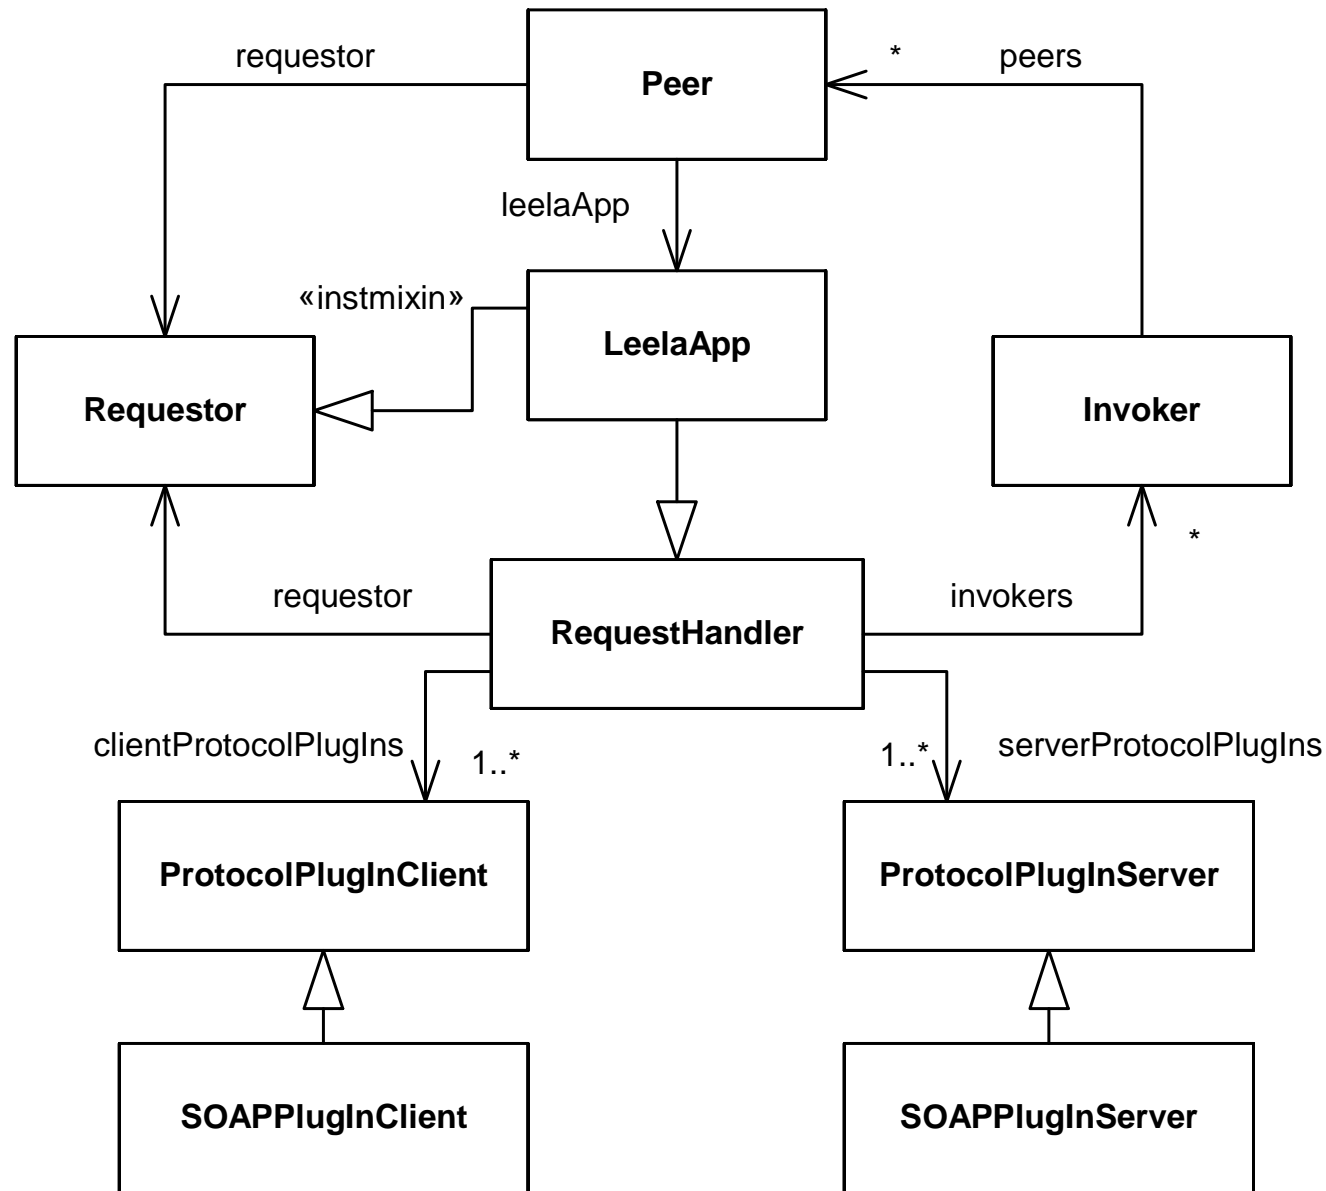 requestor
*
peers
Peer
leelaApp
«instmixin»
LeelaApp
Requestor
Invoker
*
requestor
invokers
RequestHandler
clientProtocolPlugIns
1..*
1..*
serverProtocolPlugIns
ProtocolPlugInClient
ProtocolPlugInServer
SOAPPlugInClient
SOAPPlugInServer